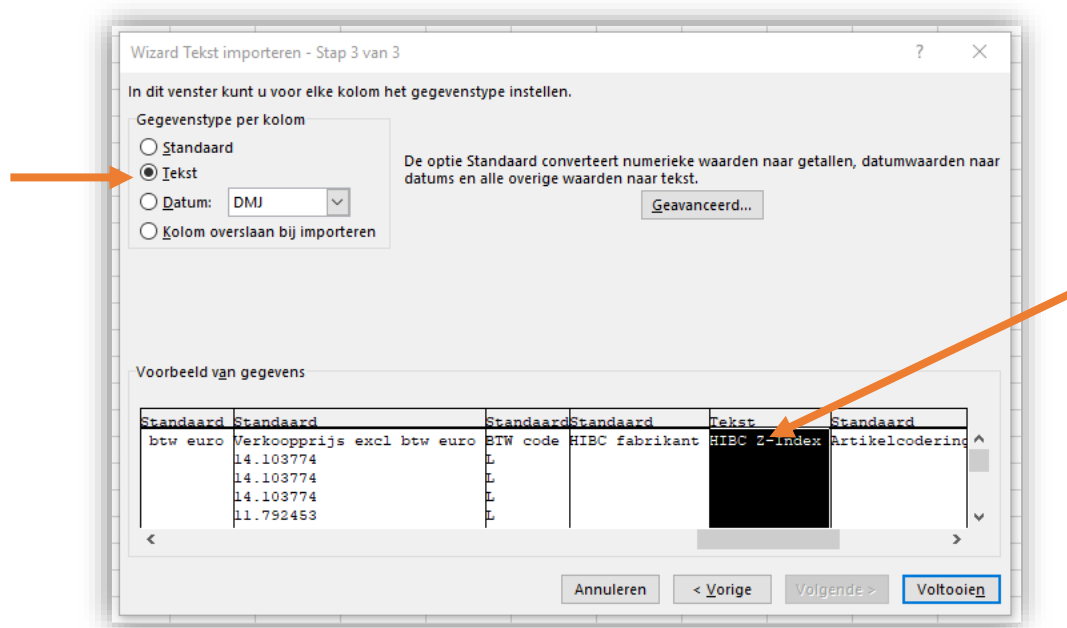 Wizard Tekst importeren - Stap 3 van 3 ?
In dit venster kunt u voor elke kolom het gegevenstype instellen.
Gegevenstype per kolom
Standaard
Tekst
Datum: DMJ
Kolom overslaan bij importeren
De optie Standaard converteert numerieke waarden naar getallen, datumwaarden naar
datums en alle overige waarden naar tekst.
Geavanceerd...
Voorbeeld van gegevens
Standaard Standaard Standaard Standaard Tekst Standaard
btw euro Verkoopprijs excl btw euro BTW code HIBC fabrikant HIBC Z-Index Artikelcodering
14.103774 L
14.103774 L
14.103774 L
11.792453 L
Annuleren < Vorige Volgende > Voltooien